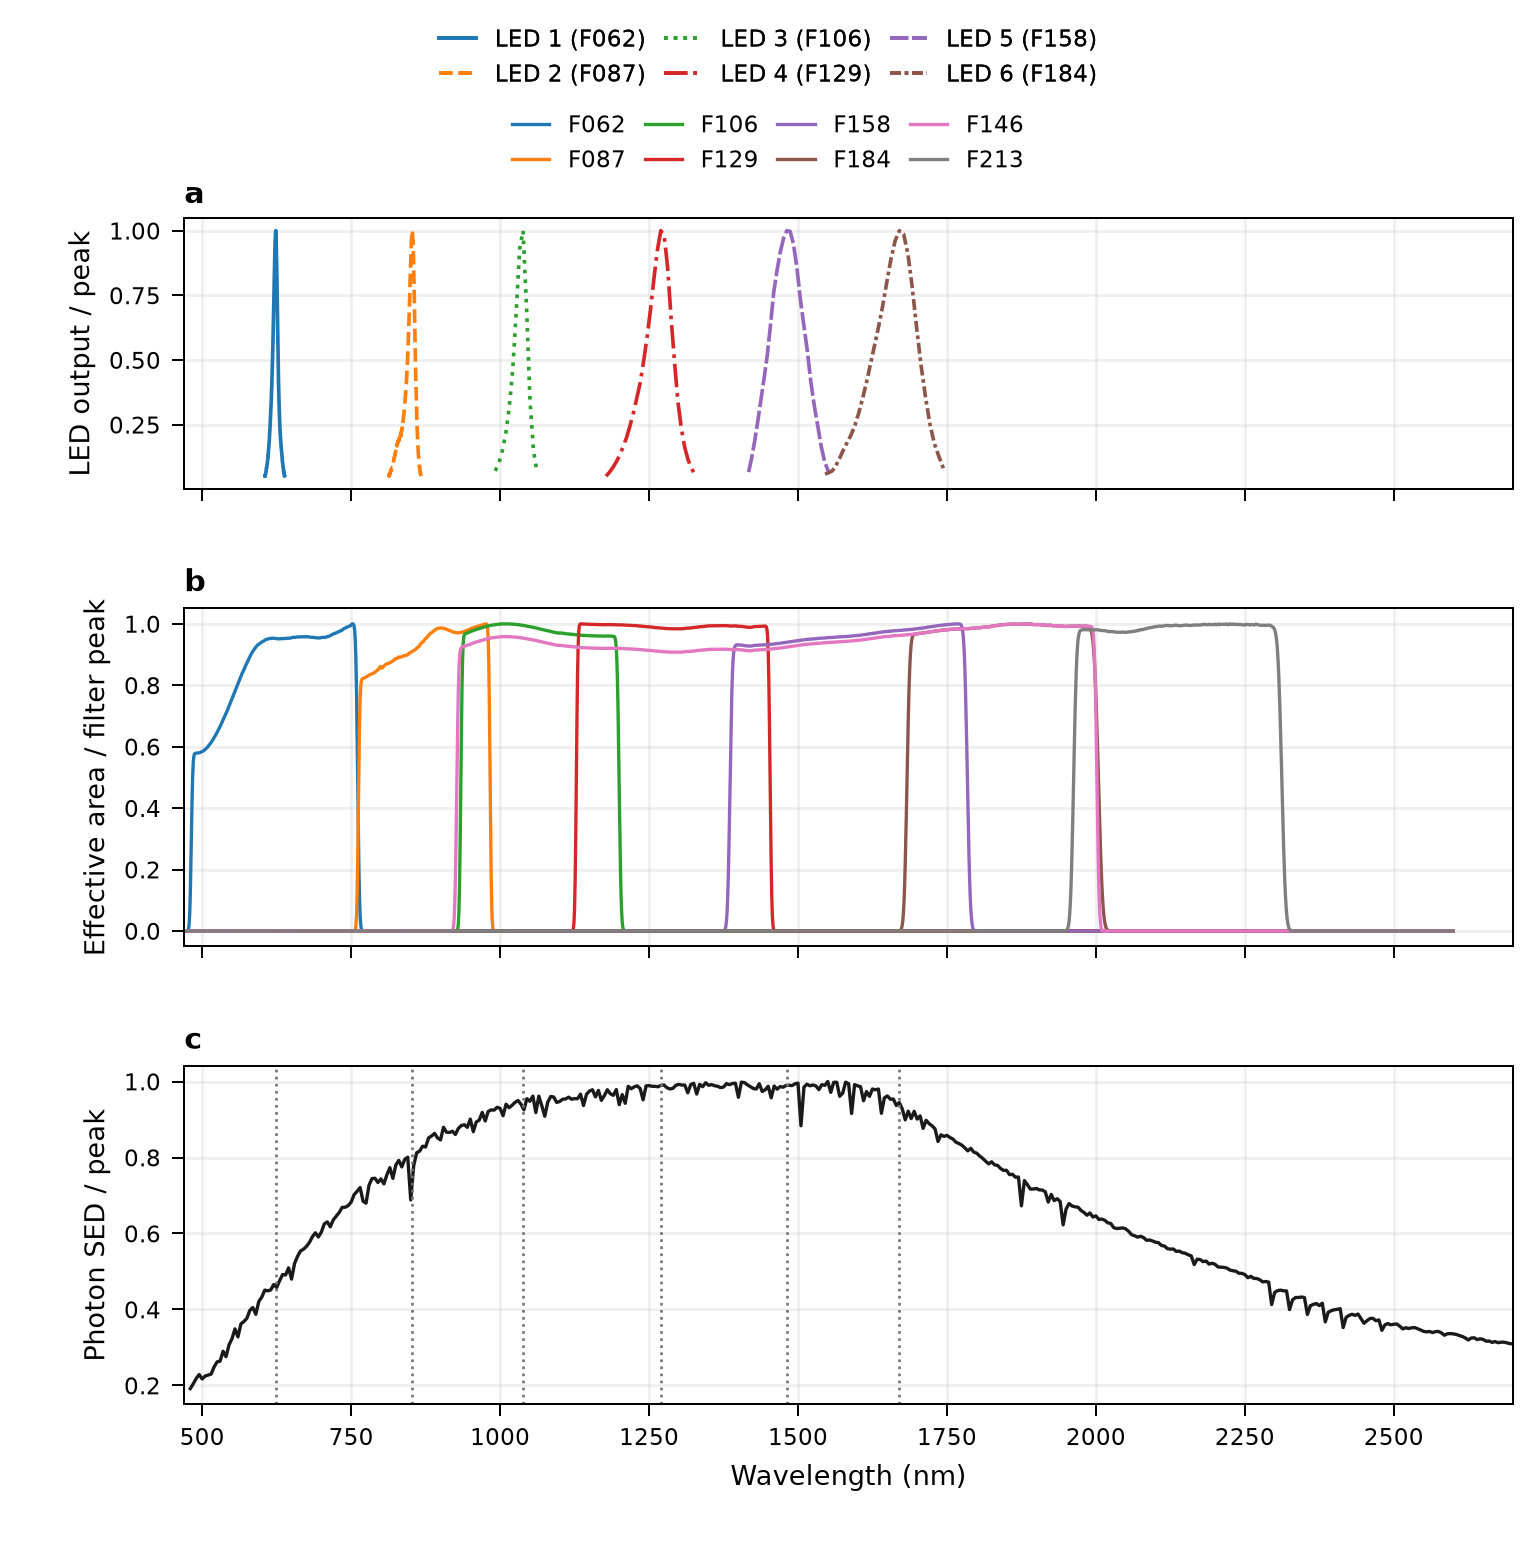 LED 1 (F062) LED 3 (F106) LED 5 (F158)
LED 2 (F087) LED 4 (F129) LED 6 (F184)
F062 F106 F158 F146
F087 F129 F184 F213
a
LED output / peak
1.00
0.75
0.50
0.25
b
Effective area / filter peak
1.0
0.8
0.6
0.4
0.2
0.0
c
Photon SED / peak
1.0
0.8
0.6
0.4
0.2
500 750 1000 1250 1500 1750 2000 2250 2500
Wavelength (nm)